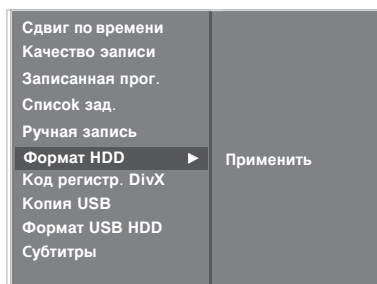 Сдвиг по времени
Качество эаписи
Записанная прог.
Список зад.
Ручная запись
Формат HDD ► Применить
Код регистр. DivX
Копия USB
Формат USB HDD
Субтитры